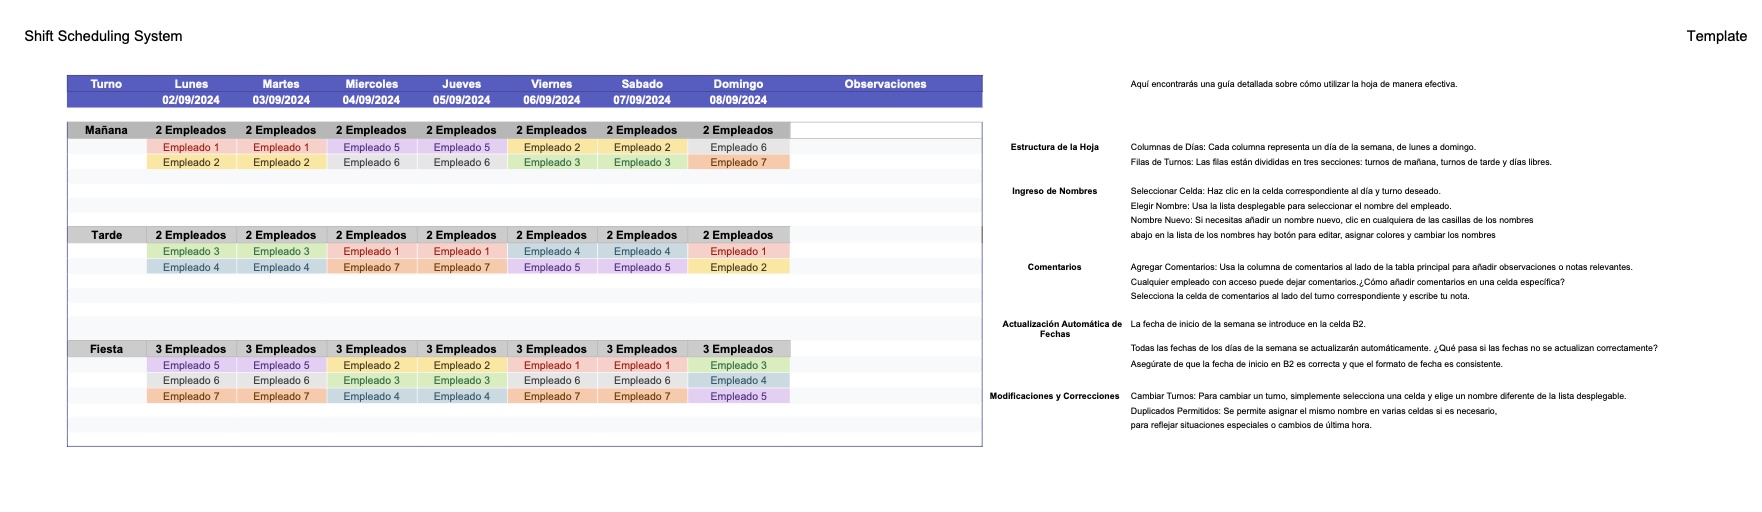 Shift Scheduling System
Template
Turno Lunes Martes Miercoles Jueves Viernes Sabado Domingo Observaciones
02/09/2024 03/09/2024 04/09/2024 05/09/2024 06/09/2024 07/09/2024 08/09/2024
Mañana 2 Empleados 2 Empleados 2 Empleados 2 Empleados 2 Empleados 2 Empleados 2 Empleados
Empleado 1 Empleado 1 Empleado 5 Empleado 5 Empleado 2 Empleado 2 Empleado 6
Empleado 2 Empleado 2 Empleado 6 Empleado 6 Empleado 3 Empleado 3 Empleado 7
Tarde 2 Empleados 2 Empleados 2 Empleados 2 Empleados 2 Empleados 2 Empleados 2 Empleados
Empleado 3 Empleado 3 Empleado 1 Empleado 1 Empleado 4 Empleado 4 Empleado 1
Empleado 4 Empleado 4 Empleado 7 Empleado 7 Empleado 5 Empleado 5 Empleado 2
Fiesta 3 Empleados 3 Empleados 3 Empleados 3 Empleados 3 Empleados 3 Empleados 3 Empleados
Empleado 5 Empleado 5 Empleado 2 Empleado 2 Empleado 1 Empleado 1 Empleado 3
Empleado 6 Empleado 6 Empleado 3 Empleado 3 Empleado 6 Empleado 6 Empleado 4
Empleado 7 Empleado 7 Empleado 4 Empleado 4 Empleado 7 Empleado 7 Empleado 5
Aquí encontrarás una guía detallada sobre cómo utilizar la hoja de manera efectiva.
Estructura de la Hoja Columnas de Días: Cada columna representa un día de la semana, de lunes a domingo.
Filas de Turnos: Las filas están divididas en tres secciones: turnos de mañana, turnos de tarde y días libres.
Ingreso de Nombres Seleccionar Celda: Haz clic en la celda correspondiente al día y turno deseado.
Elegir Nombre: Usa la lista desplegable para seleccionar el nombre del empleado.
Nombre Nuevo: Si necesitas añadir un nombre nuevo, clic en cualquiera de las casillas de los nombres
abajo en la lista de los nombres hay botón para editar, asignar colores y cambiar los nombres
Comentarios Agregar Comentarios: Usa la columna de comentarios al lado de la tabla principal para añadir observaciones o notas relevantes.
Cualquier empleado con acceso puede dejar comentarios.¿Cómo añadir comentarios en una celda específica?
Selecciona la celda de comentarios al lado del turno correspondiente y escribe tu nota.
Actualización Automática de La fecha de inicio de la semana se introduce en la celda B2.
Fechas
Todas las fechas de los días de la semana se actualizarán automáticamente. ¿Qué pasa si las fechas no se actualizan correctamente?
Asegúrate de que la fecha de inicio en B2 es correcta y que el formato de fecha es consistente.
Modificaciones y Correcciones Cambiar Turnos: Para cambiar un turno, simplemente selecciona una celda y elige un nombre diferente de la lista desplegable.
Duplicados Permitidos: Se permite asignar el mismo nombre en varias celdas si es necesario,
para reflejar situaciones especiales o cambios de última hora.